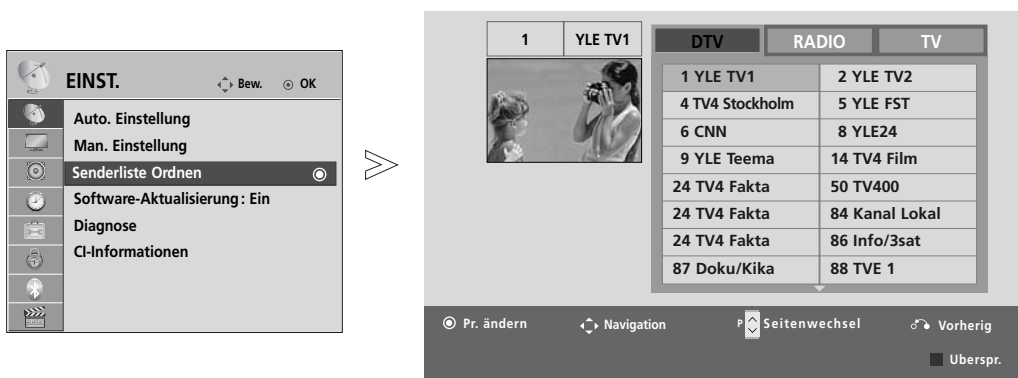 EINST. Bew. OK
Auto. Einstellung
Man. Einstellung
Senderliste Ordnen
Software-Aktualisierung : Ein
Diagnose
CI-Informationen
1 YLE TV1
DTV RADIO TV
1 YLE TV1 2 YLE TV2
4 TV4 Stockholm 5 YLE FST
6 CNN 8 YLE24
9 YLE Teema 14 TV4 Film
24 TV4 Fakta 50 TV400
24 TV4 Fakta 84 Kanal Lokal
24 TV4 Fakta 86 Info/3sat
87 Doku/Kika 88 TVE 1
Pr. ändern Navigation P Seitenwechsel Vorherig
Uberspr.